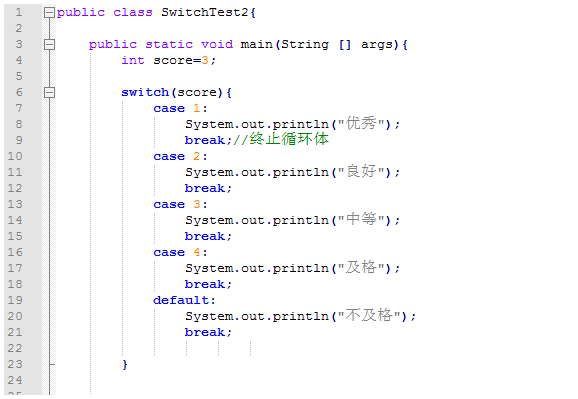 1 public class SwitchTest2{
2
3 public static void main(String [] args){
4 int score=3;
5
6 switch(score){
7 case 1:
8 System.out.println("优秀");
9 break;//终止循环体
10 case 2:
11 System.out.println("良好");
12 break;
13 case 3:
14 System.out.println("中等");
15 break;
16 case 4:
17 System.out.println("及格");
18 break;
19 default:
20 System.out.println("不及格");
21 break;
22
23 }
24